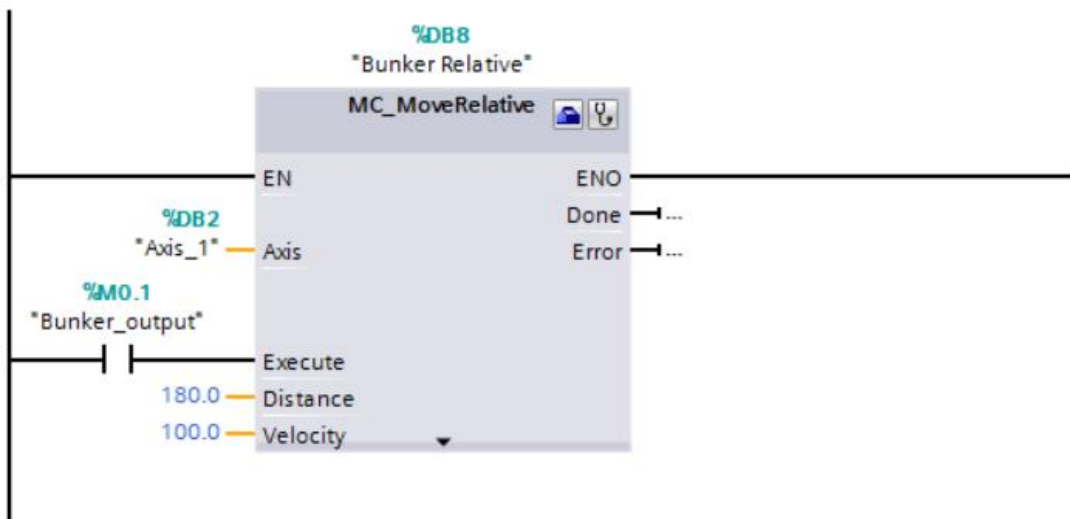 %DB8
"Bunker Relative"
MC_MoveRelative
EN ENO
%DB2 Done ...
"Axis_1" Axis Error ...
%M0.1
"Bunker_output"
Execute
180.0 Distance
100.0 Velocity